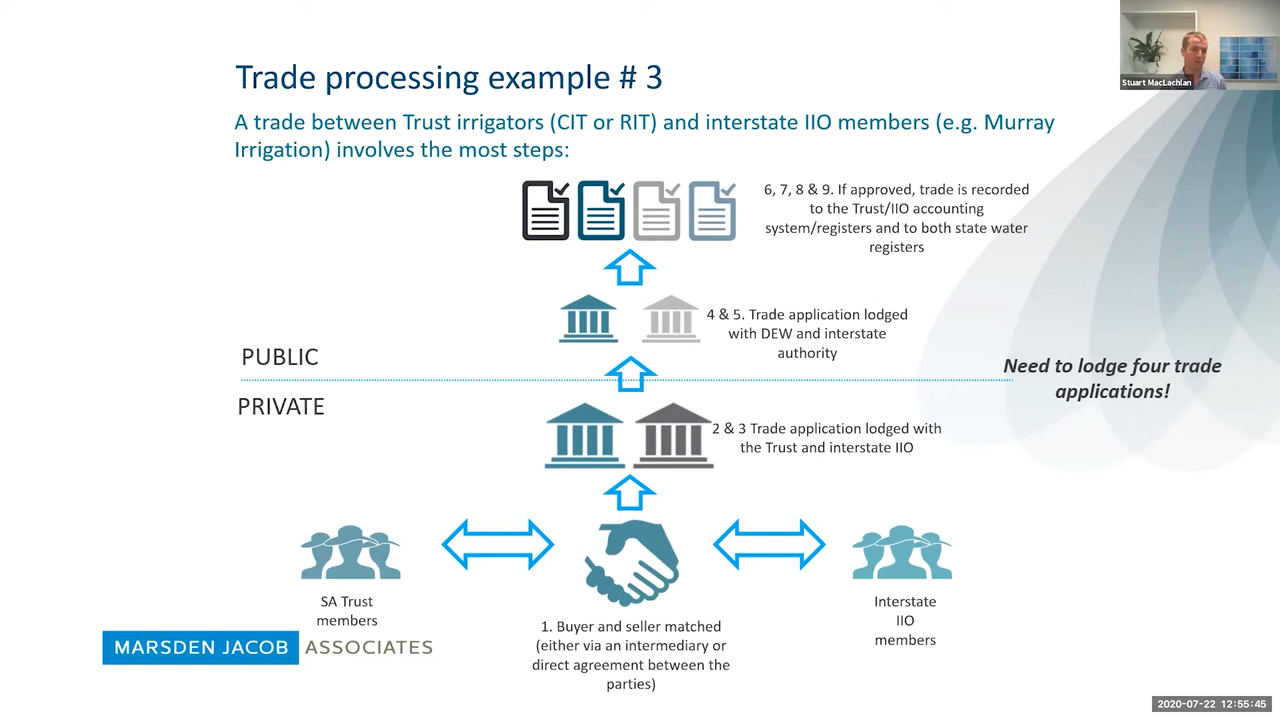 Stuart MacLachlan
Trade processing example # 3
A trade between Trust irrigators (CIT or RIT) and interstate IIO members (e.g. Murray
Irrigation) involves the most steps:
6, 7, 8 & 9. If approved, trade is recorded
to the Trust/IIO accounting
system/registers and to both state water
registers
4 & 5. Trade application lodged
with DEW and interstate
authority
PUBLIC
Need to lodge four trade
applications!
PRIVATE
2 & 3 Trade application lodged with
the Trust and interstate IIO
SA Trust
members
Interstate
IIO
members
1. Buyer and seller matched
(either via an intermediary or
direct agreement between the
parties)
MARSDEN JACOB ASSOCIATES
2020-07-22 12:55:45